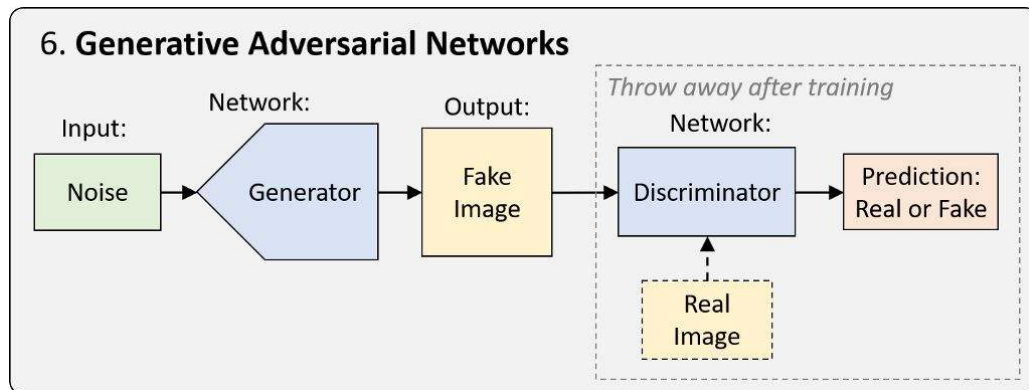 6. Generative Adversarial Networks
Throw away after training
Network:
Output:
Network:
Input:
Noise
Generator
Fake
Image
Discriminator
Prediction:
Real or Fake
Real
Image